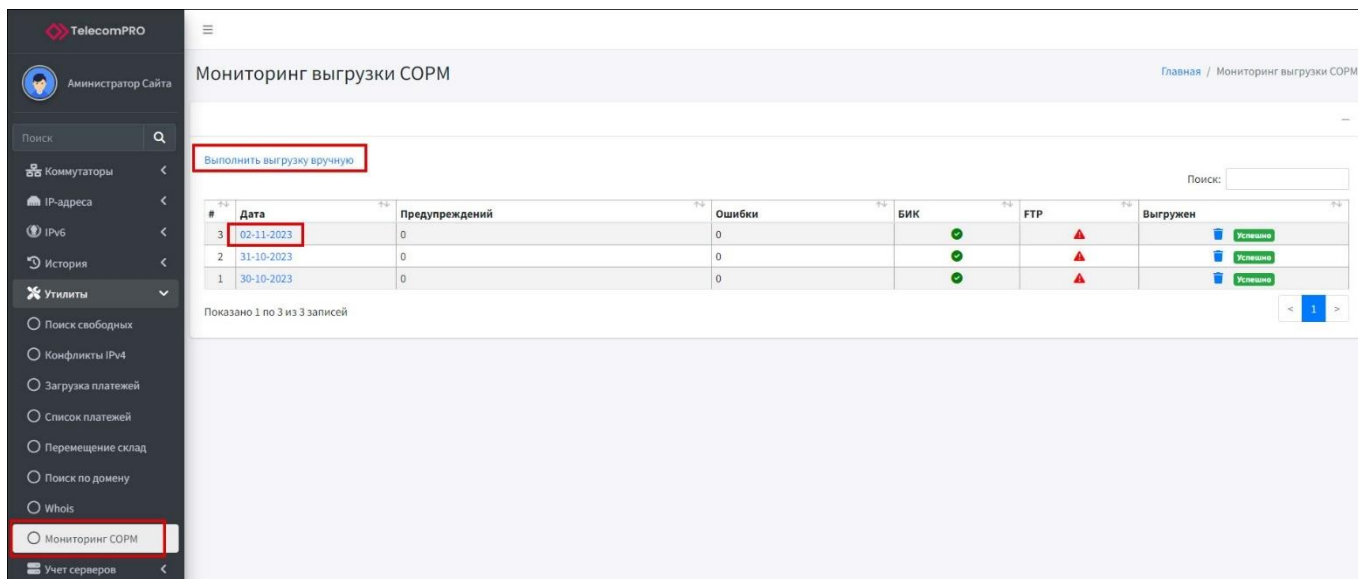 TelecomPRO
Аминистратор Сайта
Поиск
Коммутаторы
IP-адреса
IPv6
История
Утилиты
Поиск свободных
Конфликты IPv4
Загрузка платежей
Список платежей
Перемещение склад
Поиск по домену
Whois
Мониторинг СОРМ
Учет серверов
Мониторинг выгрузки СОРМ
Главная / Мониторинг выгрузки СОРМ
Выполнить выгрузку вручную
Поиск:
# Дата Предупреждений Ошибки БИК FTP Выгружен
3 02-11-2023 0 0 Успешно
2 31-10-2023 0 0 Успешно
1 30-10-2023 0 0 Успешно
Показано 1 по 3 из 3 записей
< 1 >